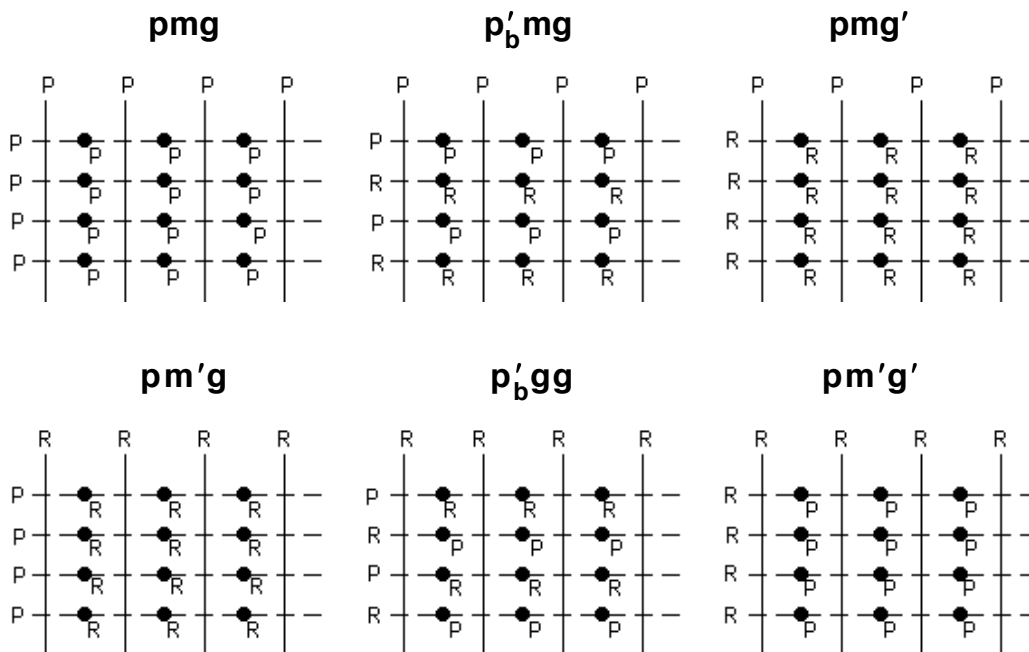 pmg p′bmg pmg'
P P P P P P P P P P P P
P P P P P P P P R R R R
P P P P R R R R R R R R
P P P P P P P P R R R R
P P P P R R R R R R R R
pm'g p′bgg pm'g'
R R R R R R R R R R R R
P R R R P R R R R P P P
P R R R R P P P R P P P
P R R R P R R R R P P P
P R R R R P P P R P P P